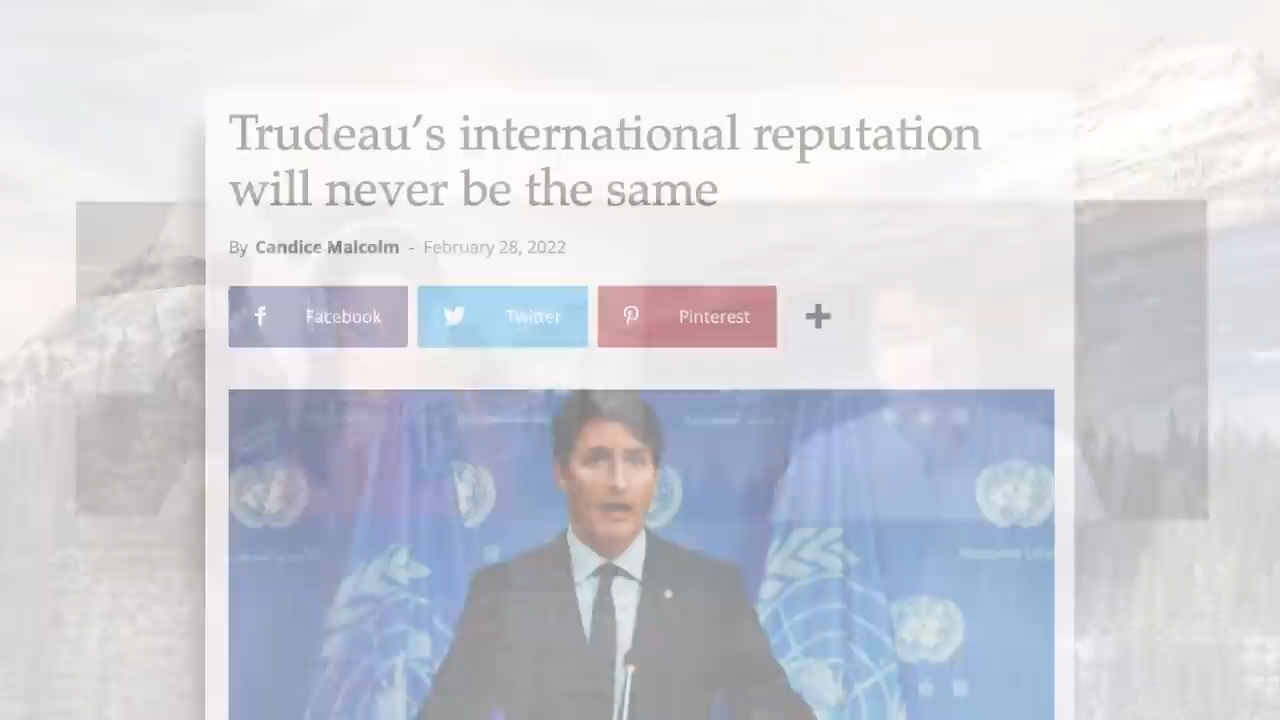 Trudeau's international reputation
will never be the same
By Candice Malcolm - February 28, 2022
Facebook Twitter Pinterest